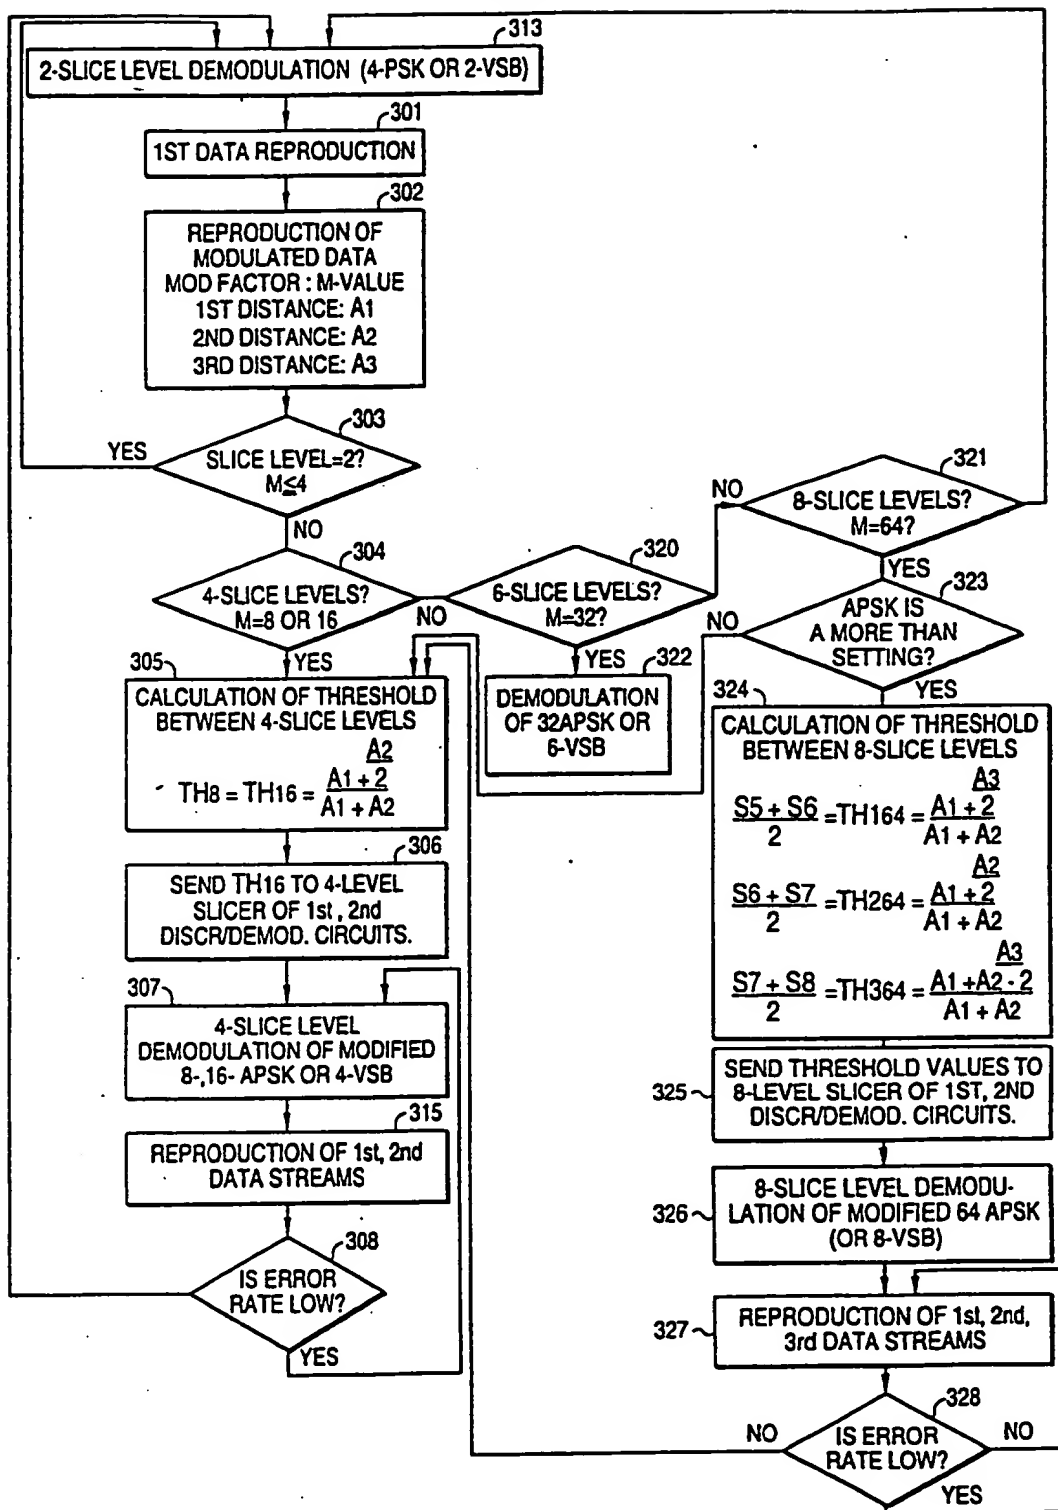 313
2-SLICE LEVEL DEMODULATION (4-PSK OR 2-VSB)
301
1ST DATA REPRODUCTION
302
REPRODUCTION OF
MODULATED DATA
MOD FACTOR : M-VALUE
1ST DISTANCE: A1
2ND DISTANCE: A2
3RD DISTANCE: A3
303
YES
SLICE LEVEL=2?
M≤4
NO
304
4-SLICE LEVELS?
M=8 OR 16
NO
YES
320
6-SLICE LEVELS?
M=32?
NO
YES
321
8-SLICE LEVELS?
M=64?
YES
322
DEMODULATION
OF 32APSK OR
6-VSB
323
NO
APSK IS
A MORE THAN
SETTING?
YES
305
CALCULATION OF THRESHOLD
BETWEEN 4-SLICE LEVELS
A2
TH8 = TH16 = A1 + 2
A1 + A2
306
SEND TH16 TO 4-LEVEL
SLICER OF 1st, 2nd
DISCR/DEMOD. CIRCUITS.
307
4-SLICE LEVEL
DEMODULATION OF MODIFIED
8-,16- APSK OR 4-VSB
315
REPRODUCTION OF 1st, 2nd
DATA STREAMS
308
IS ERROR
RATE LOW?
YES
324
CALCULATION OF THRESHOLD
BETWEEN 8-SLICE LEVELS
A3
S5 + S6 =TH164 = A1 + 2
2 A1 + A2
A2
S6 + S7 =TH264 = A1 + 2
2 A1 + A2
A3
S7 + S8 =TH364 = A1 +A2 - 2
2 A1 + A2
325
SEND THRESHOLD VALUES TO
8-LEVEL SLICER OF 1ST, 2ND
DISCR/DEMOD. CIRCUITS.
326
8-SLICE LEVEL DEMODU-
LATION OF MODIFIED 64 APSK
(OR 8-VSB)
327
REPRODUCTION OF 1st, 2nd,
3rd DATA STREAMS
328
NO
IS ERROR
RATE LOW?
NO
YES